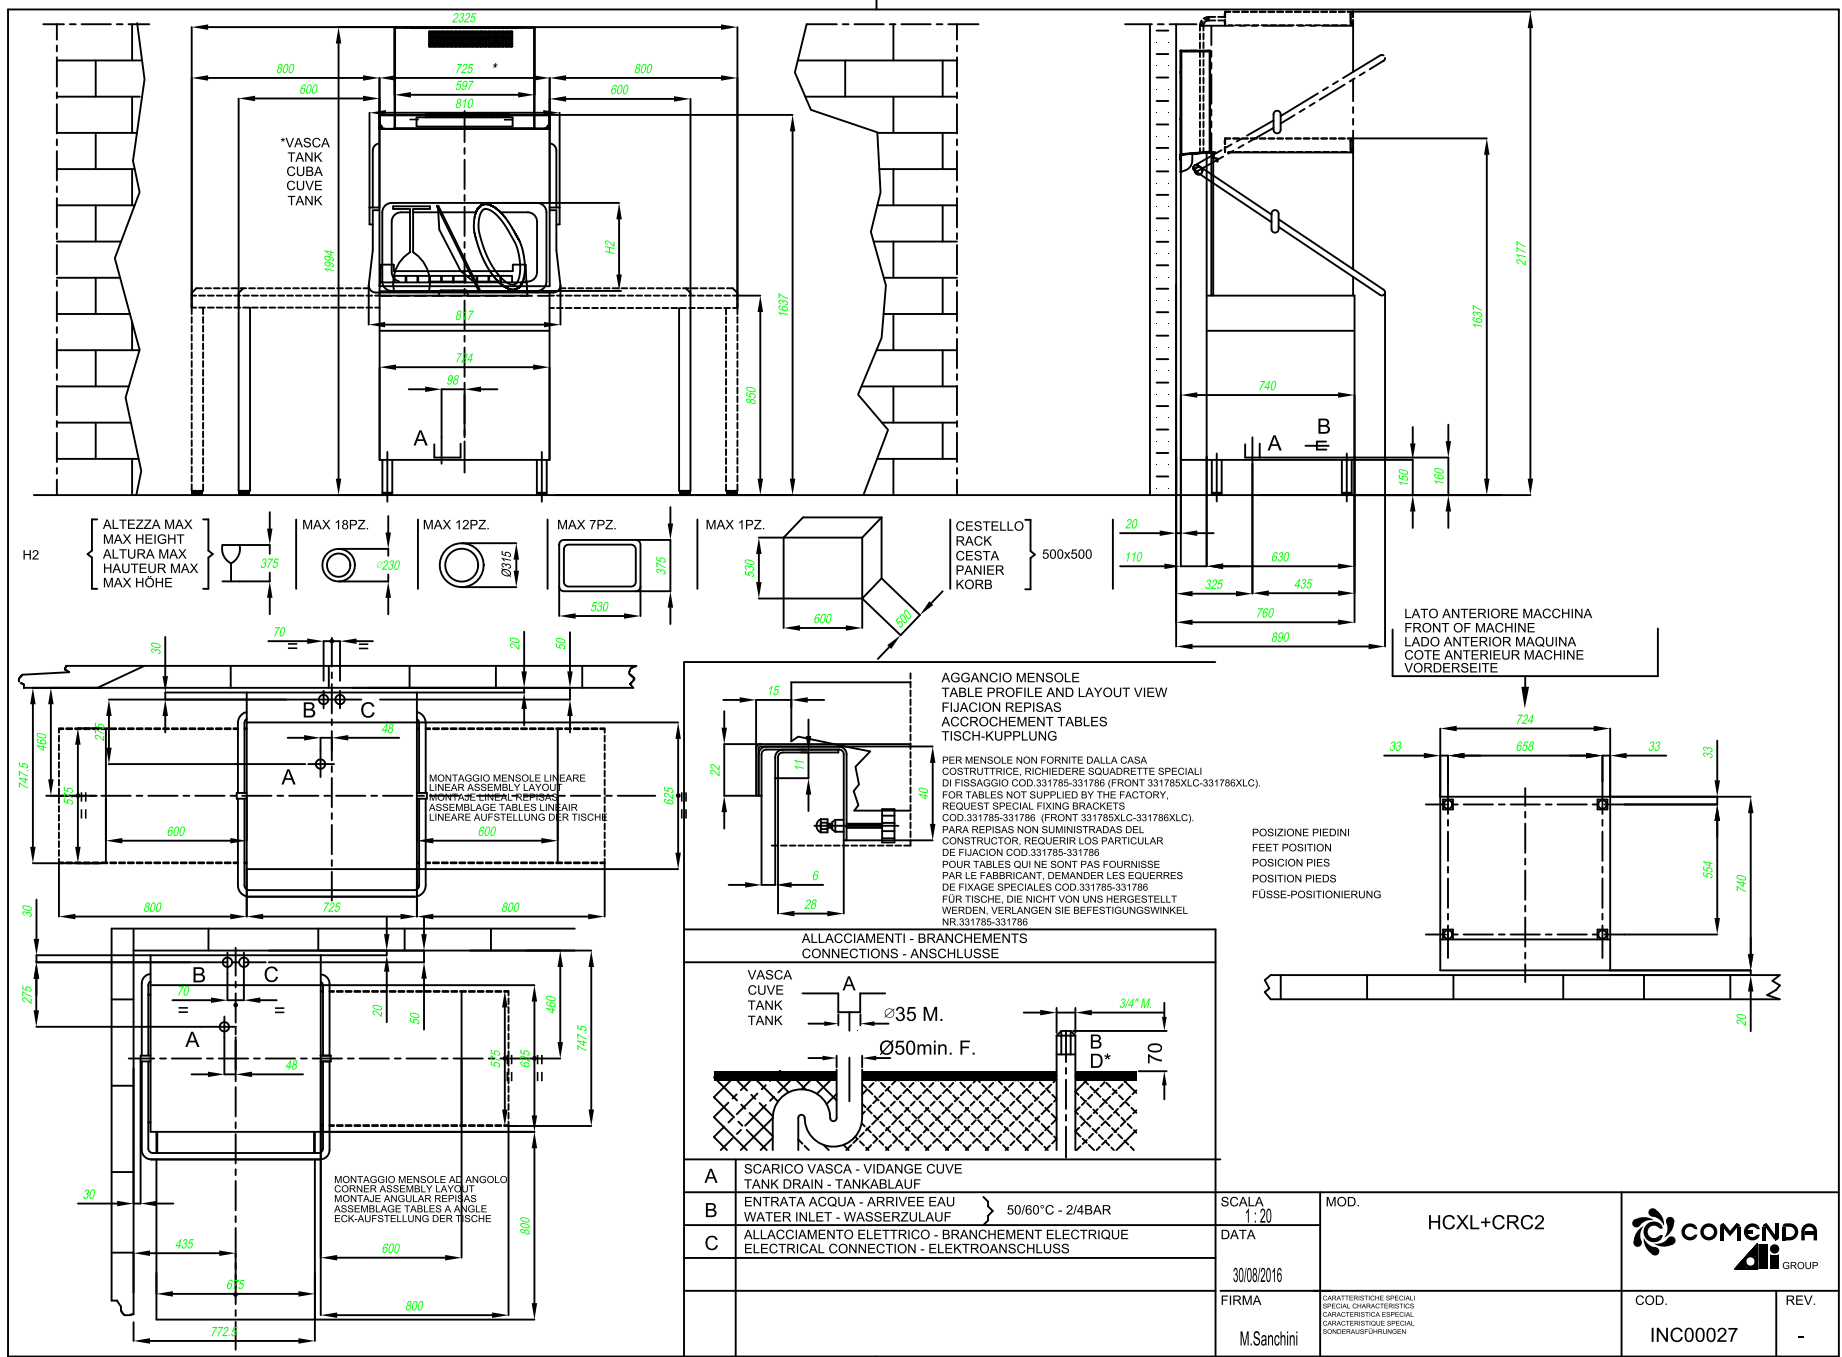 2325
800
725
*
800
600
597
600
810
*VASCA
TANK
CUBA
CUVE
TANK
1994
H2
1637
817
724
98
850
A
2177
1637
740
A
B
150
160
H2
ALTEZZA MAX
MAX HEIGHT
ALTURA MAX
HAUTEUR MAX
MAX HÖHE
375
MAX 18PZ.
∅230
MAX 12PZ.
Ø315
MAX 7PZ.
375
530
MAX 1PZ.
530
600
500
CESTELLO
RACK
CESTA
PANIER
KORB
500x500
20
110
630
325
435
760
890
LATO ANTERIORE MACCHINA
FRONT OF MACHINE
LADO ANTERIOR MAQUINA
COTE ANTERIEUR MACHINE
VORDERSEITE
724
33
658
33
33
554
740
20
POSIZIONE PIEDINI
FEET POSITION
POSICION PIES
POSITION PIEDS
FÜSSE-POSITIONIERUNG
30
70
=
=
20
50
B
C
275
460
747.5
575
=
48
A
625
=
MONTAGGIO MENSOLE LINEARE
LINEAR ASSEMBLY LAYOUT
MONTAJE LINEAL REPISAS
ASSEMBLAGE TABLES LINEAIR
LINEARE AUFSTELLUNG DER TISCHE
600
600
800
725
800
30
275
B
C
70
=
=
20
50
460
747.5
A
48
575
=
625
=
MONTAGGIO MENSOLE AD ANGOLO
CORNER ASSEMBLY LAYOUT
MONTAJE ANGULAR REPISAS
ASSEMBLAGE TABLES A ANGLE
ECK-AUFSTELLUNG DER TISCHE
30
800
435
600
675
800
772.5
AGGANCIO MENSOLE
TABLE PROFILE AND LAYOUT VIEW
FIJACION REPISAS
ACCROCHEMENT TABLES
TISCH-KUPPLUNG
15
22
11
40
6
28
PER MENSOLE NON FORNITE DALLA CASA
COSTRUTTRICE, RICHIEDERE SQUADRETTE SPECIALI
DI FISSAGGIO COD.331785-331786 (FRONT 331785XLC-331786XLC).
FOR TABLES NOT SUPPLIED BY THE FACTORY,
REQUEST SPECIAL FIXING BRACKETS
COD.331785-331786 (FRONT 331785XLC-331786XLC).
PARA REPISAS NON SUMINISTRADAS DEL
CONSTRUCTOR, REQUERIR LOS PARTICULAR
DE FIJACION COD.331785-331786
POUR TABLES QUI NE SONT PAS FOURNISSE
PAR LE FABBRICANT, DEMANDER LES EQUERRES
DE FIXAGE SPECIALES COD.331785-331786
FÜR TISCHE, DIE NICHT VON UNS HERGESTELLT
WERDEN, VERLANGEN SIE BEFESTIGUNGSWINKEL
NR.331785-331786
ALLACCIAMENTI - BRANCHEMENTS
CONNECTIONS - ANSCHLUSSE
VASCA
CUVE
TANK
TANK
A
∅35 M.
Ø50min. F.
3/4" M.
B
D*
70
A
SCARICO VASCA - VIDANGE CUVE
TANK DRAIN - TANKABLAUF
B
ENTRATA ACQUA - ARRIVEE EAU
WATER INLET - WASSERZULAUF
50/60°C - 2/4BAR
C
ALLACCIAMENTO ELETTRICO - BRANCHEMENT ELECTRIQUE
ELECTRICAL CONNECTION - ELEKTROANSCHLUSS
SCALA
1 : 20
DATA
30/08/2016
FIRMA
M.Sanchini
MOD.
HCXL+CRC2
CARATTERISTICHE SPECIALI
SPECIAL CHARACTERISTICS
CARACTERISTICA ESPECIAL
CARACTERISTIQUE SPECIAL
SONDERAUSFÜHRUNGEN
COMENDA
Ali GROUP
COD.
INC00027
REV.
-